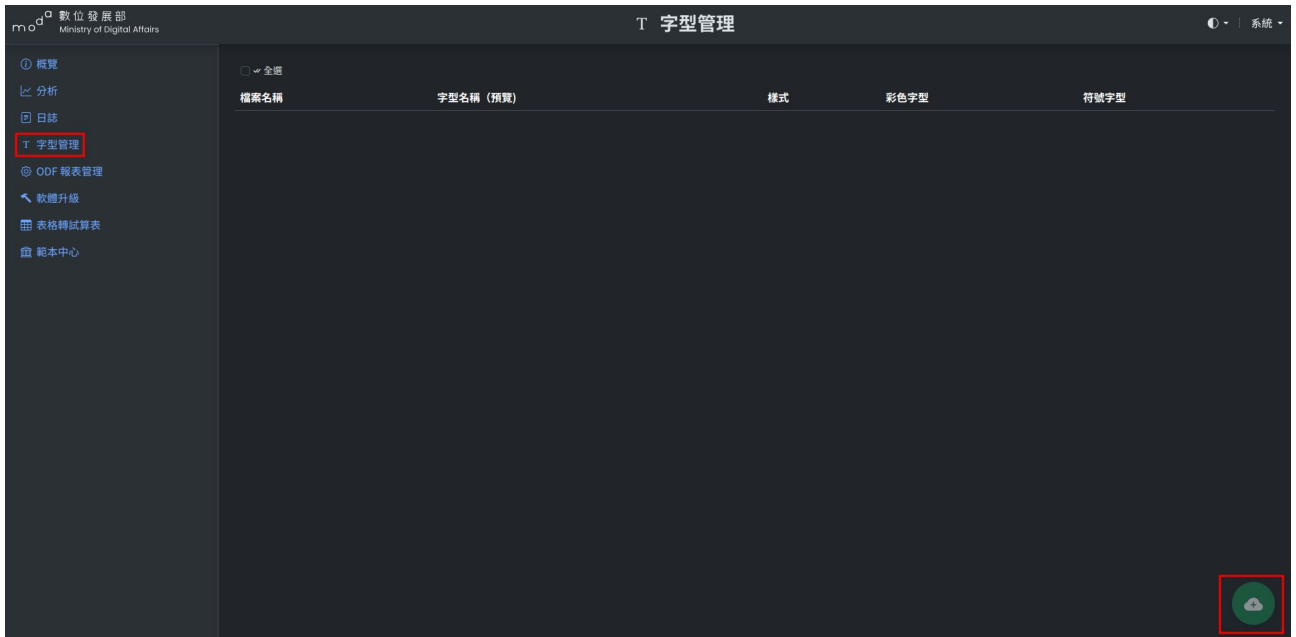 moda 數位發展部
Ministry of Digital Affairs
T 字型管理
系統
概覽
分析
日誌
T 字型管理
ODF 報表管理
軟體升級
表格轉試算表
範本中心
全選
檔案名稱 字型名稱（預覽) 樣式 彩色字型 符號字型